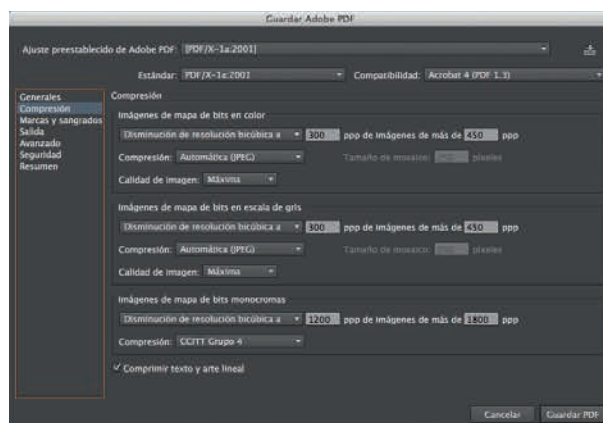 Guardar Adobe PDF
Ajuste preestablecido de Adobe PDF: [PDF/X-1a:2001]
Estándar: PDF/X-1a:2001 Compatibilidad: Acrobat 4 (PDF 1.3)
Generales
Compresión
Marcas y sangrados
Salida
Avanzado
Seguridad
Resumen
Compresión
Imágenes de mapa de bits en color
Disminución de resolución bicúbica a 300 ppp de imágenes de más de 450 ppp
Compresión: Automática (JPEG) Tamaño de mosaico: píxeles
Calidad de imagen: Máxima
Imágenes de mapa de bits en escala de gris
Disminución de resolución bicúbica a 300 ppp de imágenes de más de 450 ppp
Compresión: Automática (JPEG) Tamaño de mosaico: píxeles
Calidad de imagen: Máxima
Imágenes de mapa de bits monocromas
Disminución de resolución bicúbica a 1200 ppp de imágenes de más de 1800 ppp
Compresión: CCITT Grupo 4
Comprimir texto y arte lineal
Cancelar Guardar PDF